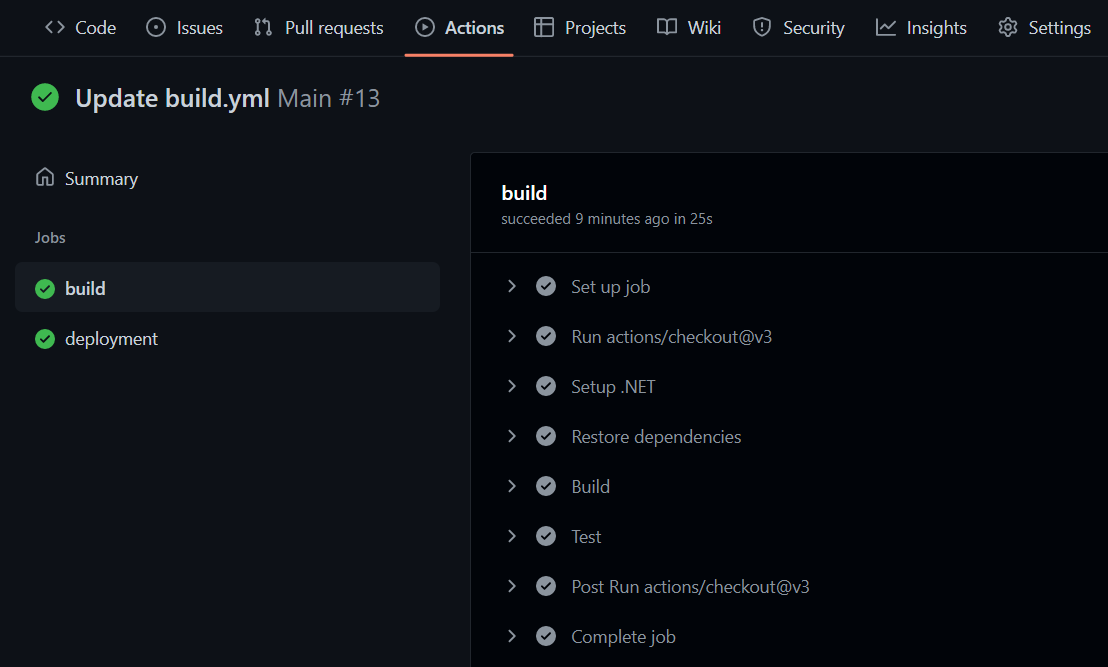 Code Issues Pull requests Actions Projects Wiki Security Insights Settings
Update build.yml Main #13
Summary
Jobs
build
deployment
build
succeeded 9 minutes ago in 25s
Set up job
Run actions/checkout@v3
Setup .NET
Restore dependencies
Build
Test
Post Run actions/checkout@v3
Complete job